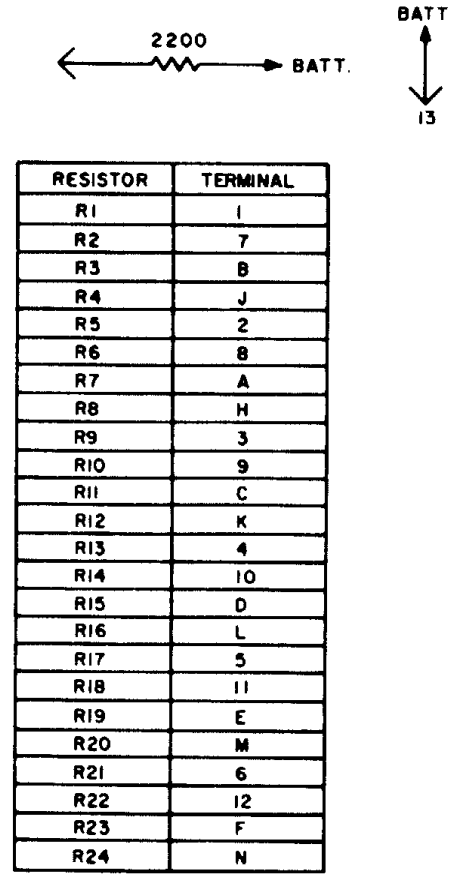 BATT
2200
BATT.
13
RESISTOR TERMINAL
R1 1
R2 7
R3 B
R4 J
R5 2
R6 8
R7 A
R8 H
R9 3
R10 9
R11 C
R12 K
R13 4
R14 10
R15 D
R16 L
R17 5
R18 11
R19 E
R20 M
R21 6
R22 12
R23 F
R24 N